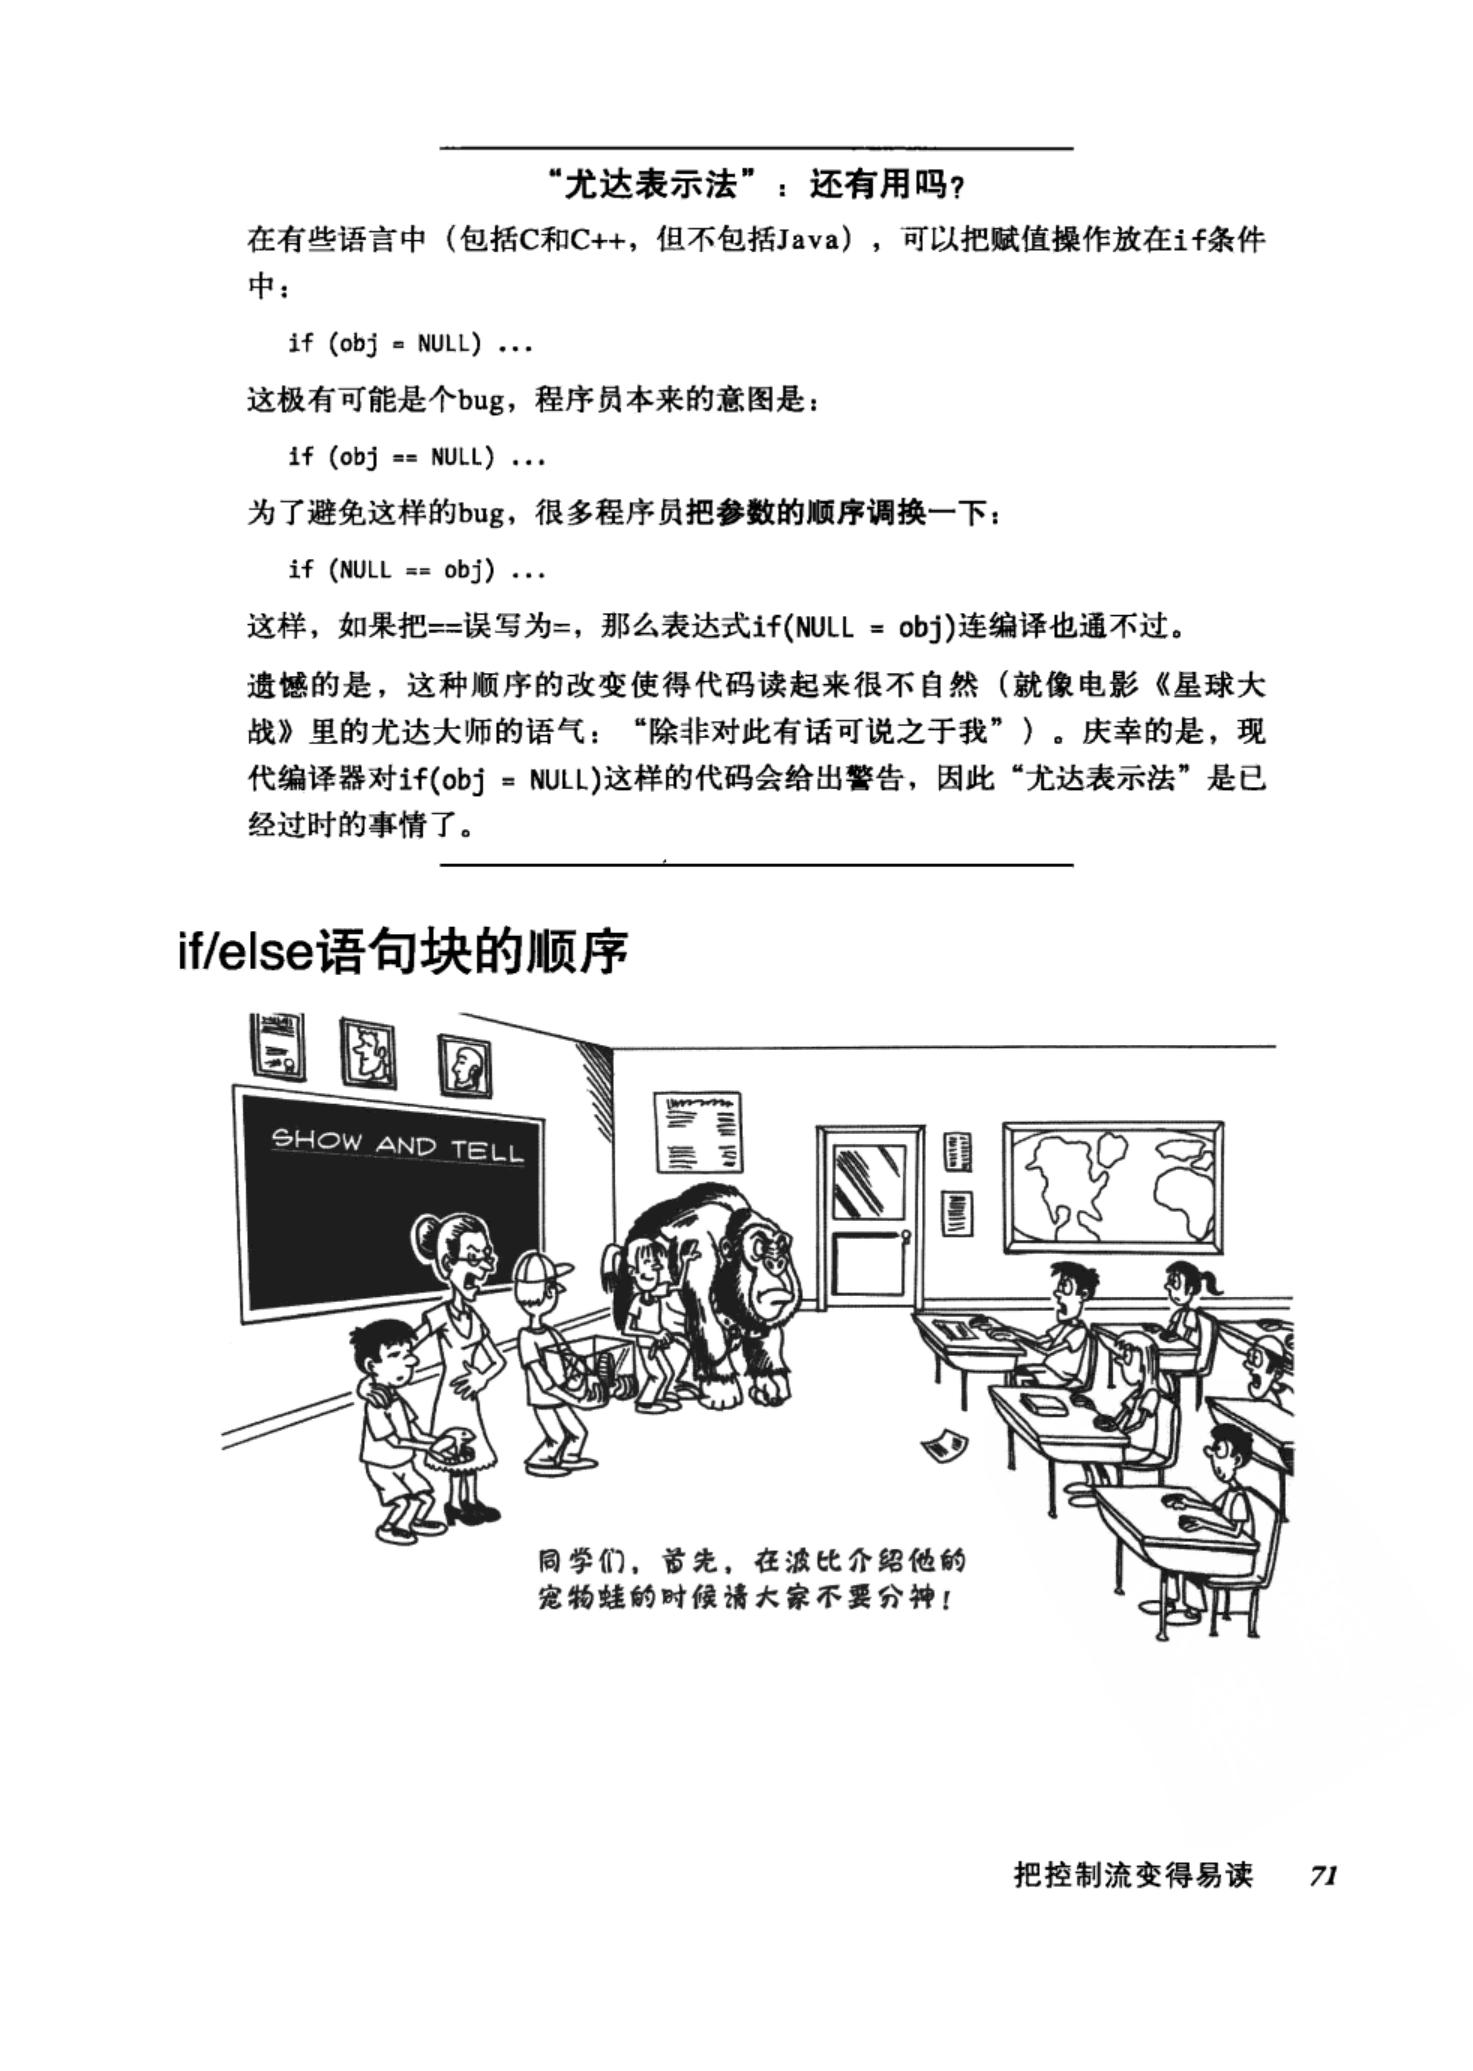 “尤达表示法”：还有用吗？
在有些语言中（包括C和C++，但不包括Java），可以把赋值操作放在if条件
中：
if (obj = NULL) ...
这极有可能是个bug，程序员本来的意图是：
if (obj == NULL) ...
为了避免这样的bug，很多程序员把参数的顺序调换一下：
if (NULL == obj) ...
这样，如果把==误写为=，那么表达式if(NULL = obj)连编译也通不过。
遗憾的是，这种顺序的改变使得代码读起来很不自然（就像电影《星球大
战》里的尤达大师的语气：“除非对此有话可说之于我”）。庆幸的是，现
代编译器对if(obj = NULL)这样的代码会给出警告，因此“尤达表示法”是已
经过时的事情了。
if/else语句块的顺序
SHOW AND TELL
同学们，首先，在波比介绍他的
宠物蛙的时候请大家不要分神！
把控制流变得易读 71